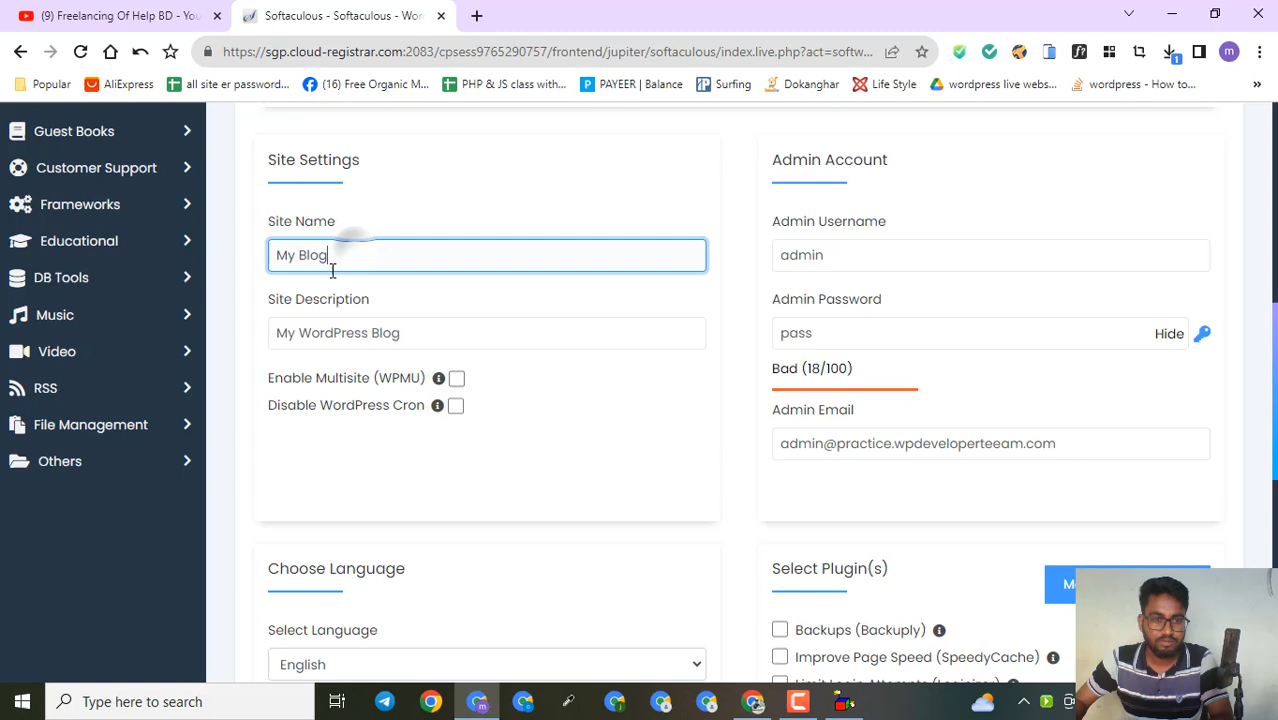 (9) Freelancing Of Help BD - You
Softaculous - Softaculous - Wor
https://sgp.cloud-registrar.com:2083/cpsess9765290757/frontend/jupiter/softaculous/index.live.php?act=softw...
m
Popular
AliExpress
all site er password...
(16) Free Organic M...
PHP & JS class with...
PAYEER | Balance
Surfing
Dokanghar
Life Style
wordpress live webs...
wordpress - How to...
Guest Books
Customer Support
Frameworks
Educational
DB Tools
Music
Video
RSS
File Management
Others
Site Settings
Site Name
My Blog
Site Description
My WordPress Blog
Enable Multisite (WPMU)
Disable WordPress Cron
Admin Account
Admin Username
admin
Admin Password
pass
Hide
Bad (18/100)
Admin Email
admin@practice.wpdeveloperteeam.com
Choose Language
Select Language
English
Select Plugin(s)
Backups (Backuply)
Improve Page Speed (SpeedyCache)
Type here to search